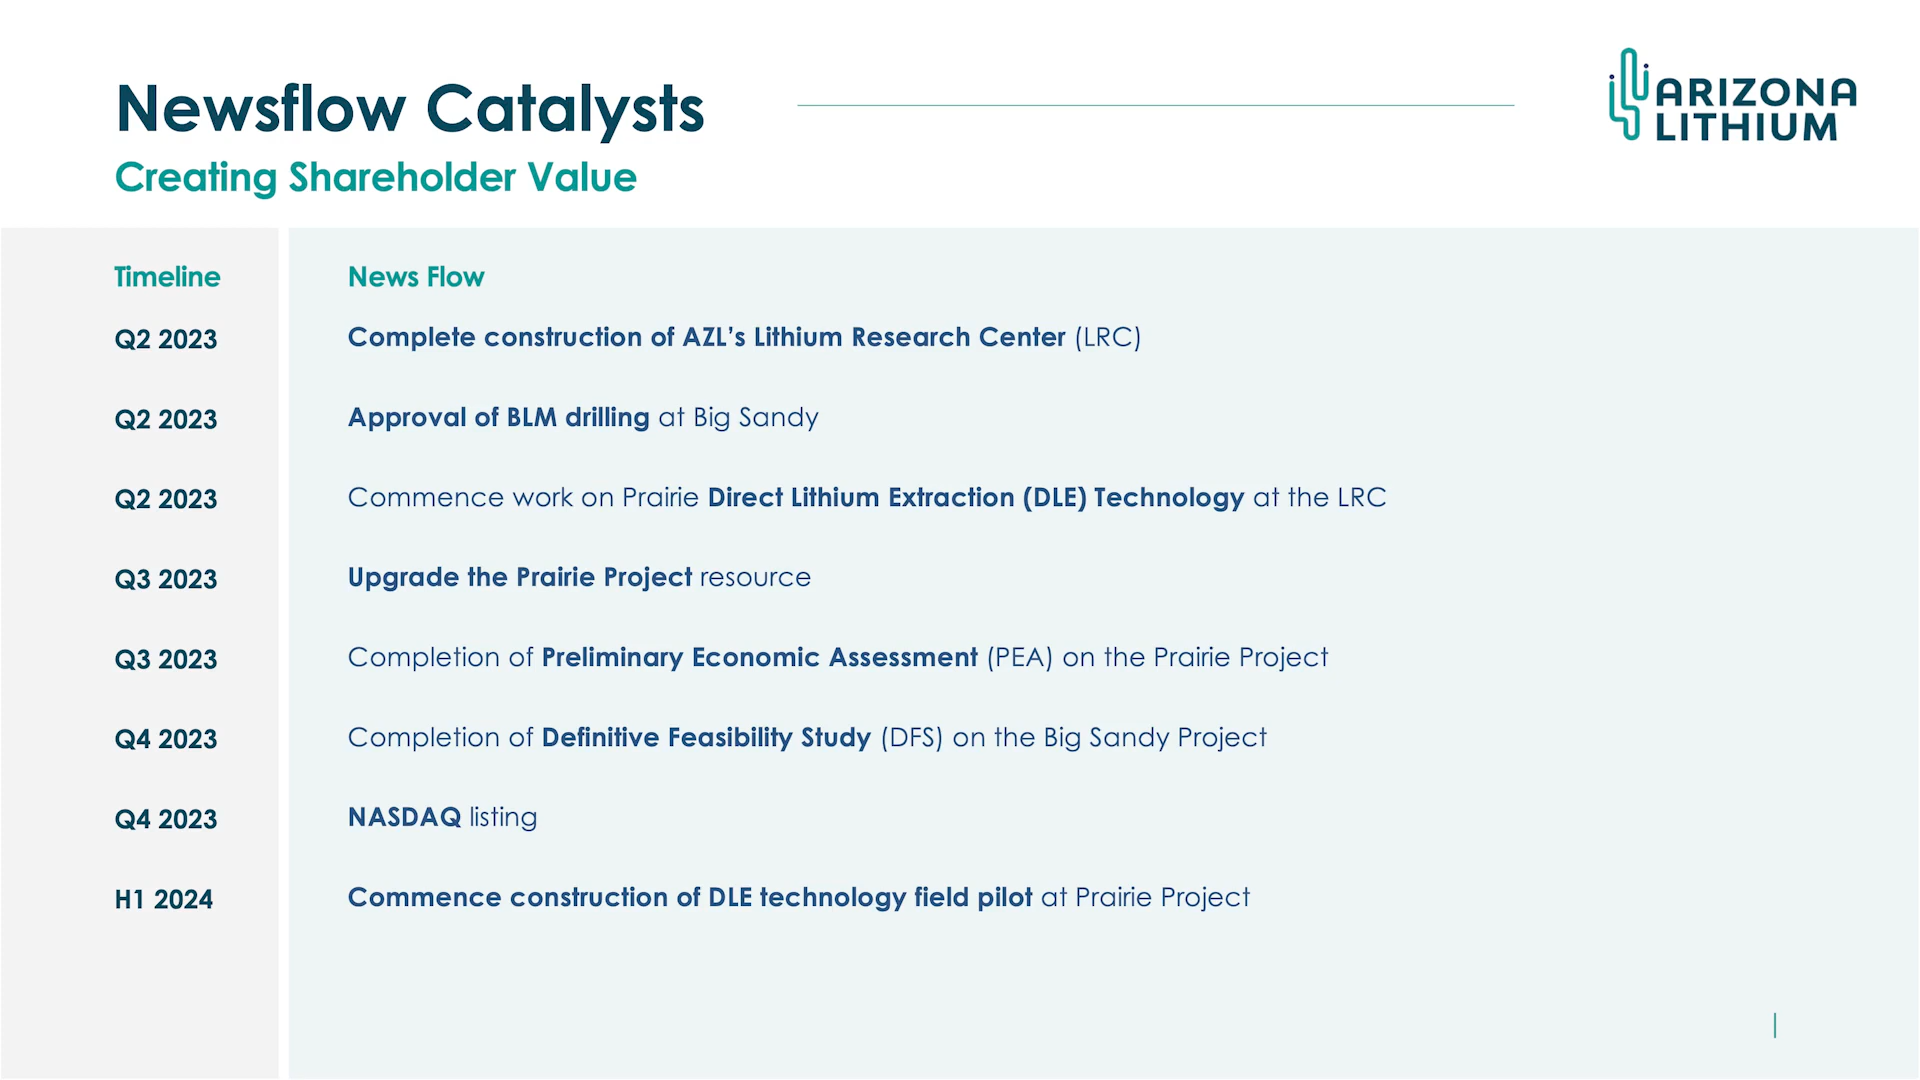 Newsflow Catalysts
Creating Shareholder Value
ARIZONA
LITHIUM
Timeline News Flow
Q2 2023 Complete construction of AZL’s Lithium Research Center (LRC)
Q2 2023 Approval of BLM drilling at Big Sandy
Q2 2023 Commence work on Prairie Direct Lithium Extraction (DLE) Technology at the LRC
Q3 2023 Upgrade the Prairie Project resource
Q3 2023 Completion of Preliminary Economic Assessment (PEA) on the Prairie Project
Q4 2023 Completion of Definitive Feasibility Study (DFS) on the Big Sandy Project
Q4 2023 NASDAQ listing
H1 2024 Commence construction of DLE technology field pilot at Prairie Project